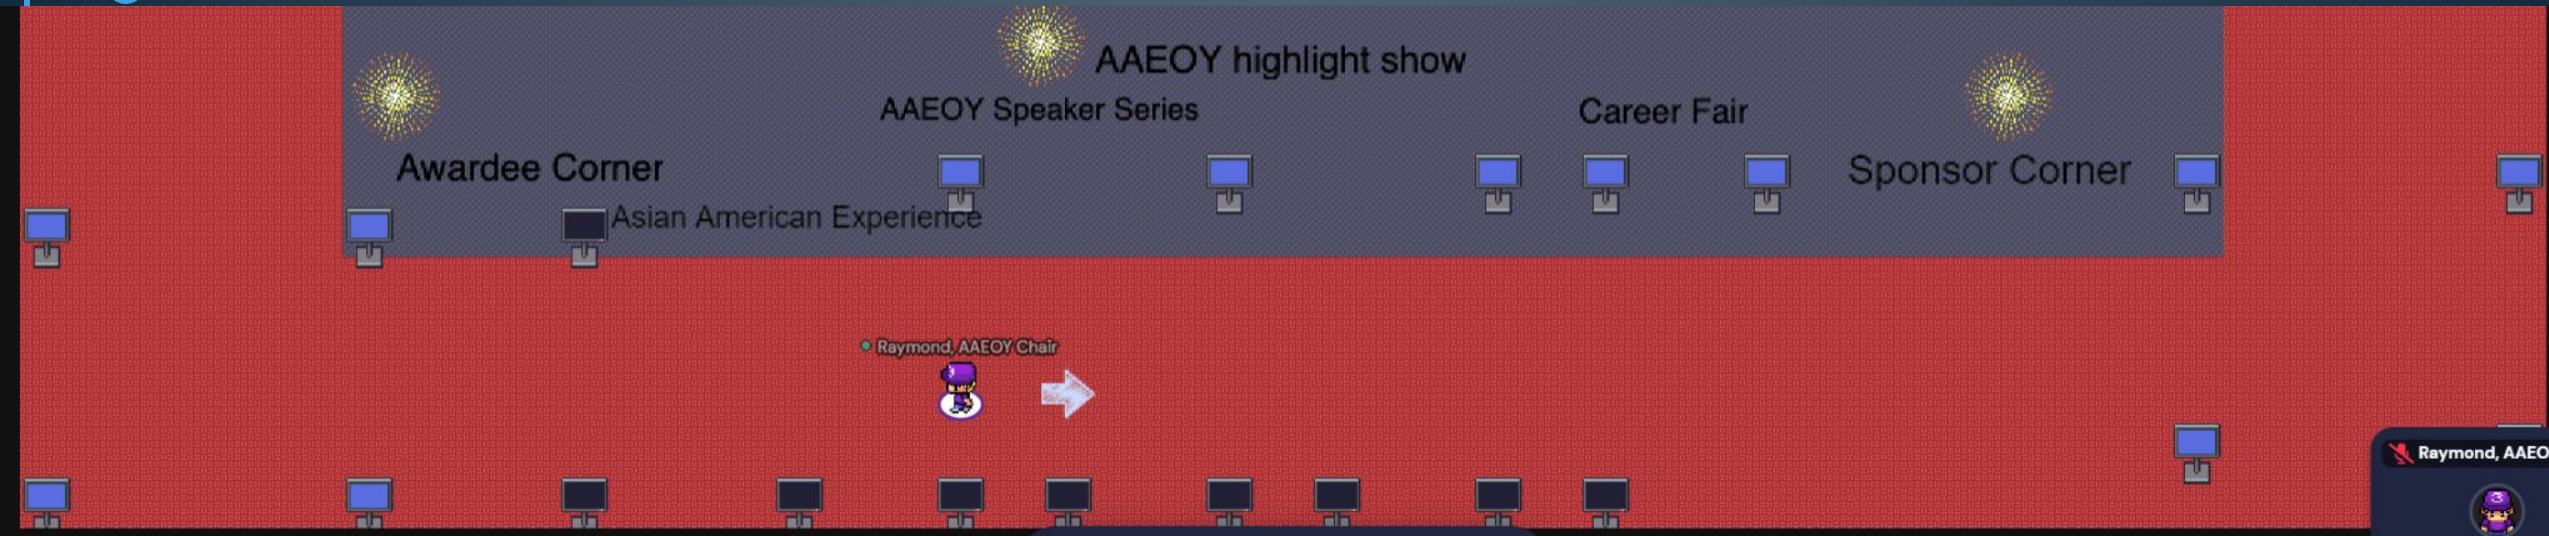 AAEOY highlight show
AAEOY Speaker Series
Career Fair
Awardee Corner
Sponsor Corner
Asian American Experience
Raymond, AAEOY Chair
Raymond, AAEO
3